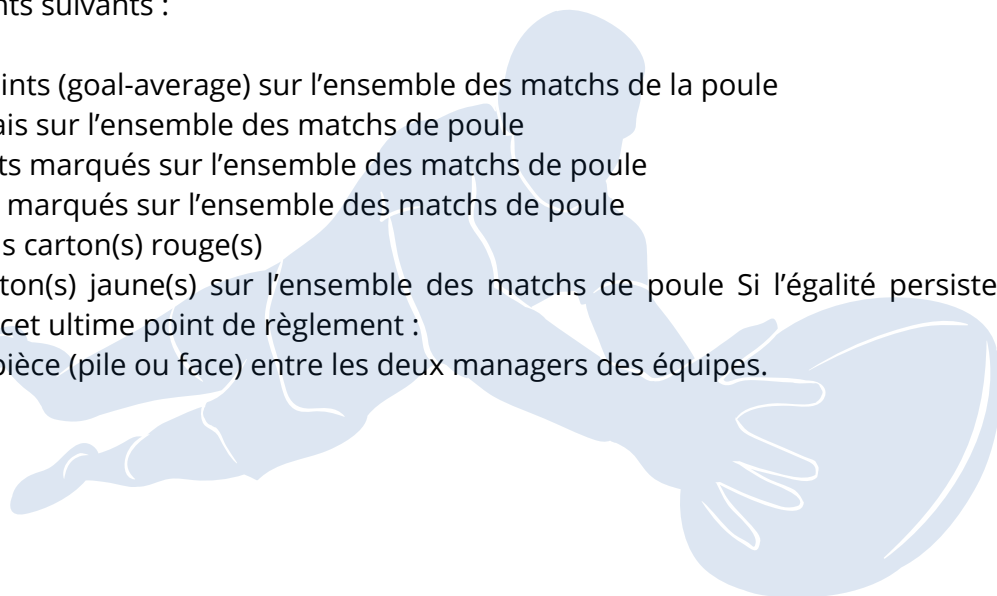 nts suivants :
ints (goal-average) sur l’ensemble des matchs de la poule
ais sur l’ensemble des matchs de poule
ts marqués sur l’ensemble des matchs de poule
marqués sur l’ensemble des matchs de poule
s carton(s) rouge(s)
ton(s) jaune(s) sur l’ensemble des matchs de poule Si l’égalité persiste
cet ultime point de règlement :
pièce (pile ou face) entre les deux managers des équipes.